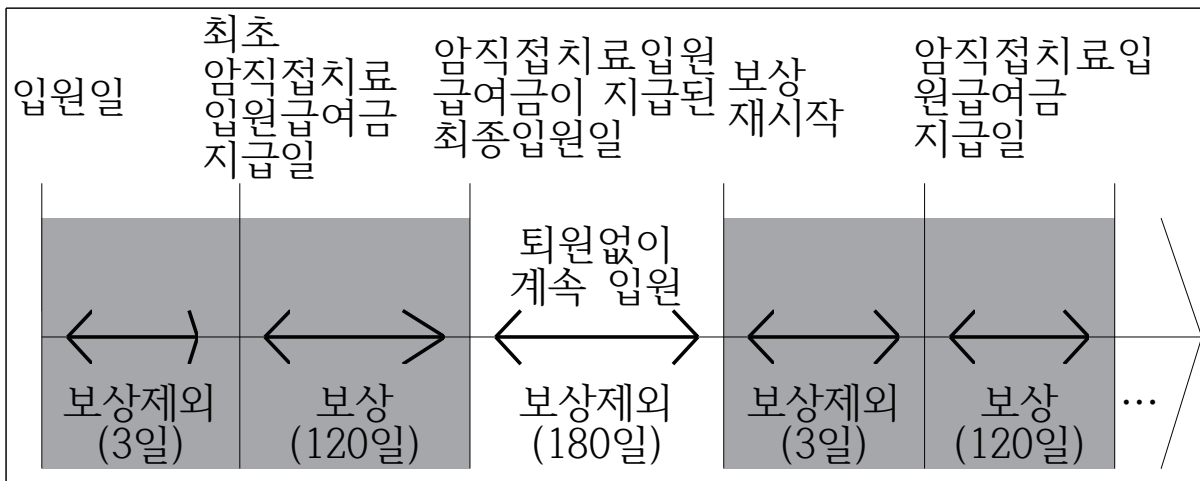 입원일
최초
암직접치료
입원급여금
지급일
암직접치료입원
급여금이 지급된
최종입원일
보상
재시작
암직접치료입
원급여금
지급일
퇴원없이
계속 입원
보상제외
(3일)
보상
(120일)
보상제외
(180일)
보상제외
(3일)
보상
(120일)
…